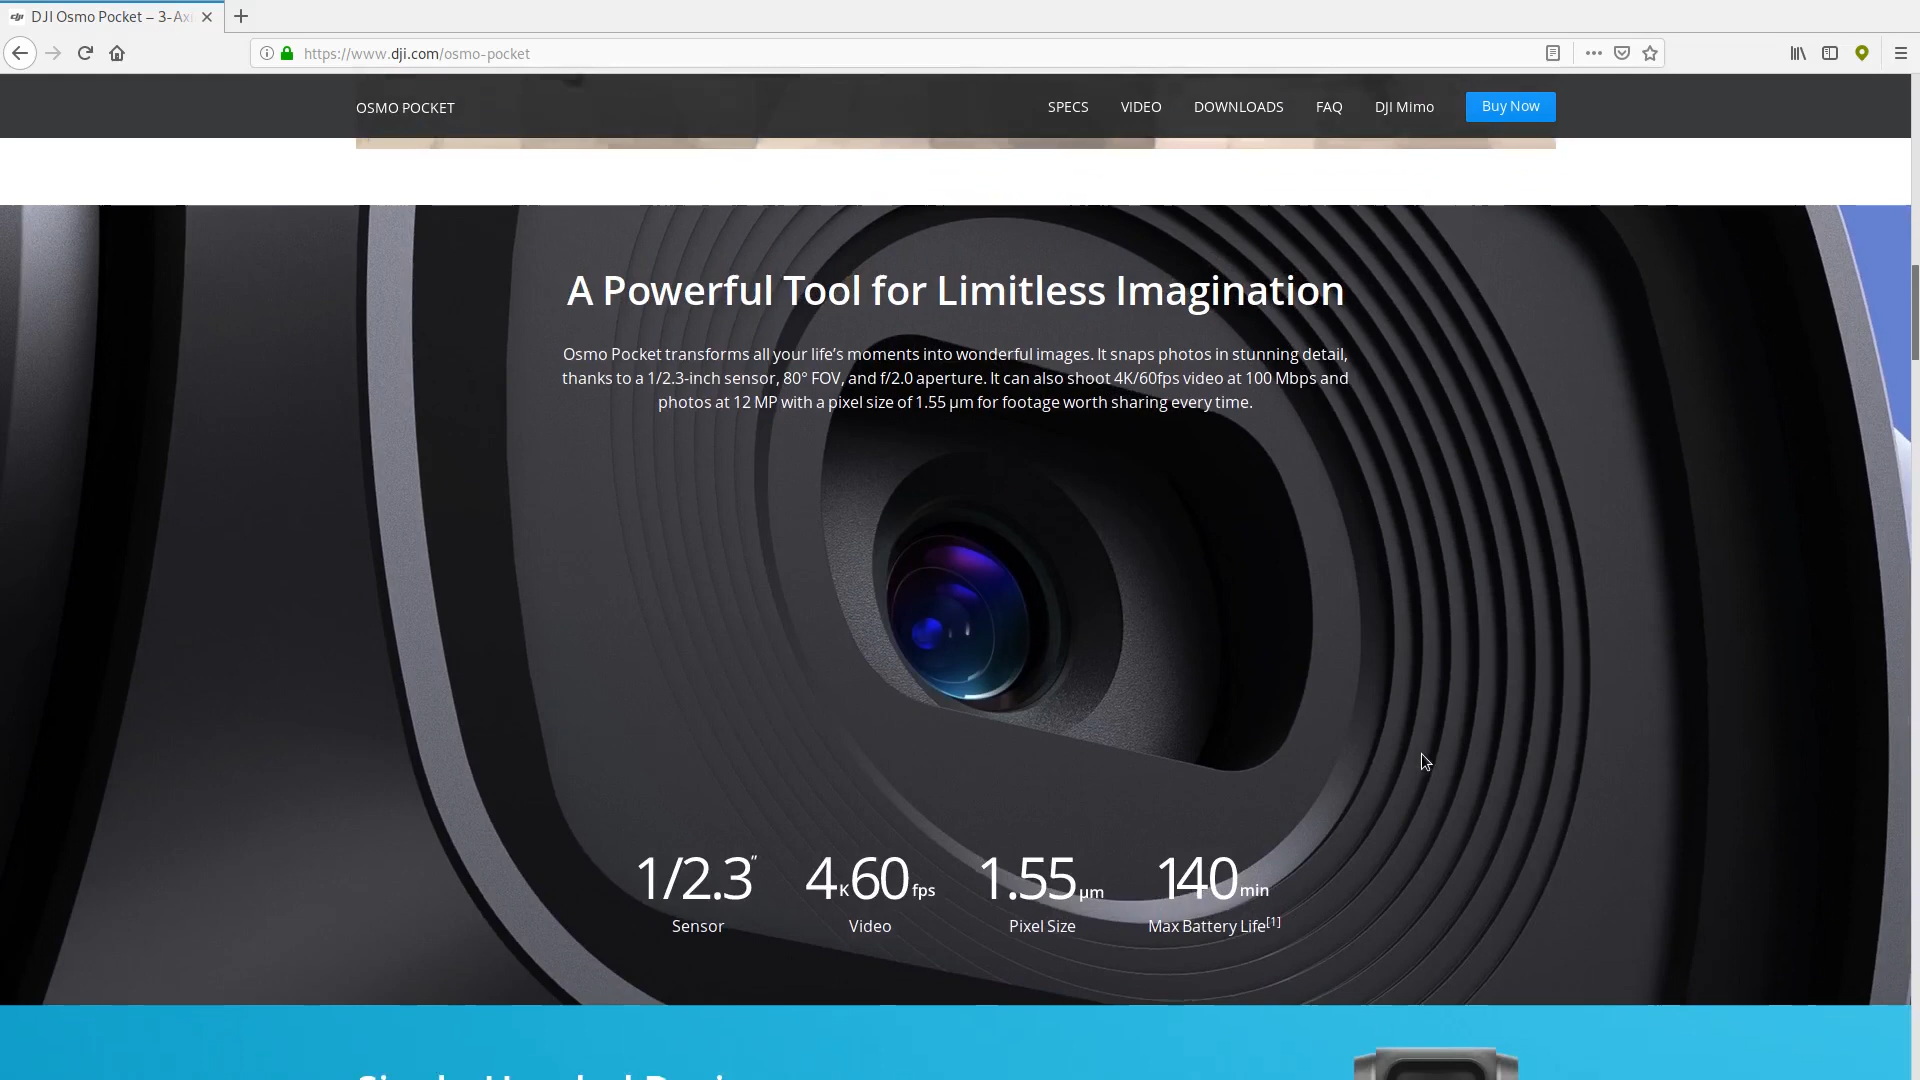 DJI Osmo Pocket – 3-Ax
https://www.dji.com/osmo-pocket
OSMO POCKET
SPECS
VIDEO
DOWNLOADS
FAQ
DJI Mimo
Buy Now
A Powerful Tool for Limitless Imagination
Osmo Pocket transforms all your life’s moments into wonderful images. It snaps photos in stunning detail,
thanks to a 1/2.3-inch sensor, 80° FOV, and f/2.0 aperture. It can also shoot 4K/60fps video at 100 Mbps and
photos at 12 MP with a pixel size of 1.55 μm for footage worth sharing every time.
1/2.3″
Sensor
4K60fps
Video
1.55μm
Pixel Size
140min
Max Battery Life[1]